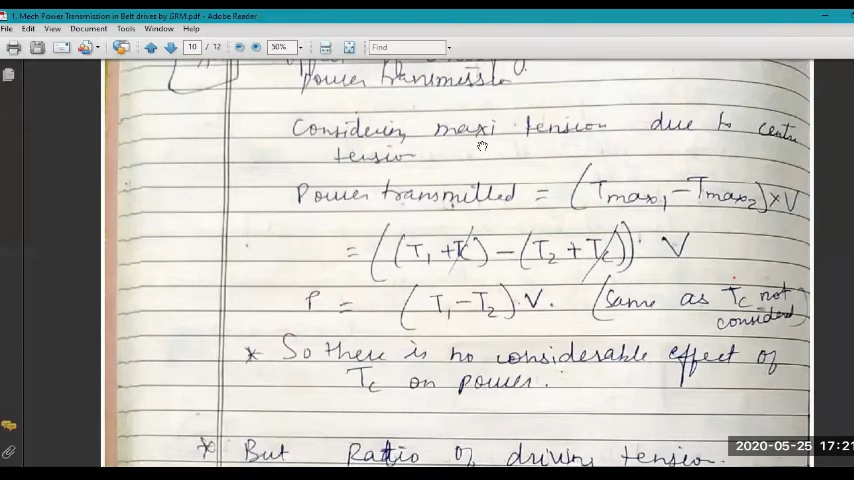 1. Mech Power Transmission in Belt drives by GRM.pdf - Adobe Reader
File Edit View Document Tools Window Help
10 / 12 50% Find
Power transmission
Considering maxi tension due to centri
tension
Power transmitted = (Tmax₁ - Tmax₂) × V
= ((T₁ + Tc) - (T₂ + Tc)) V
P = (T₁ - T₂) . V. (Same as Tc not
considered)
* So there is no considerable effect of
Tc on power.
* But Ratio of driving tension.
2020-05-25 17:21